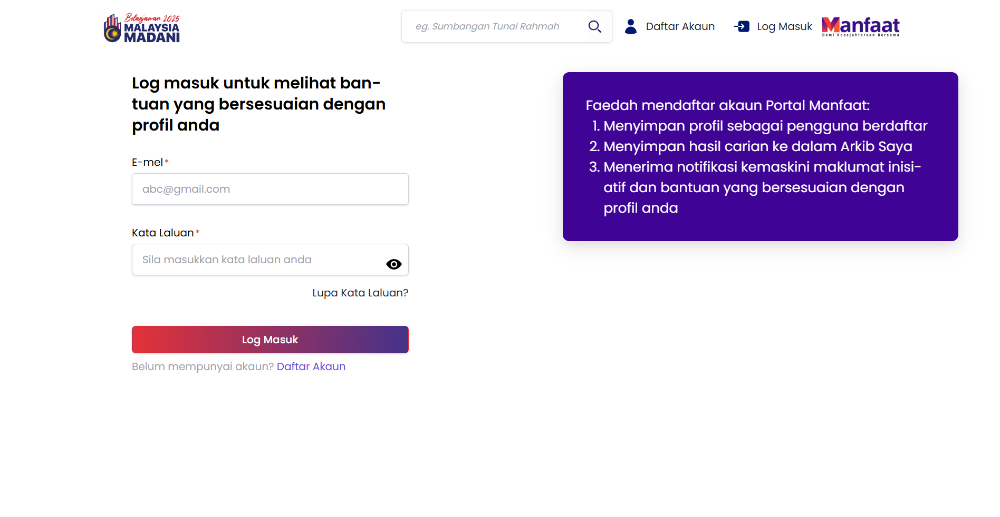 Belanjawan 2025
MALAYSIA
MADANI
eg. Sumbangan Tunai Rahmah
Daftar Akaun
Log Masuk
Manfaat
Demi Kesejahteraan Bersama
Log masuk untuk melihat ban-
tuan yang bersesuaian dengan
profil anda
E-mel*
abc@gmail.com
Kata Laluan*
Sila masukkan kata laluan anda
Lupa Kata Laluan?
Log Masuk
Belum mempunyai akaun? Daftar Akaun
Faedah mendaftar akaun Portal Manfaat:
1. Menyimpan profil sebagai pengguna berdaftar
2. Menyimpan hasil carian ke dalam Arkib Saya
3. Menerima notifikasi kemaskini maklumat inisi-
atif dan bantuan yang bersesuaian dengan
profil anda